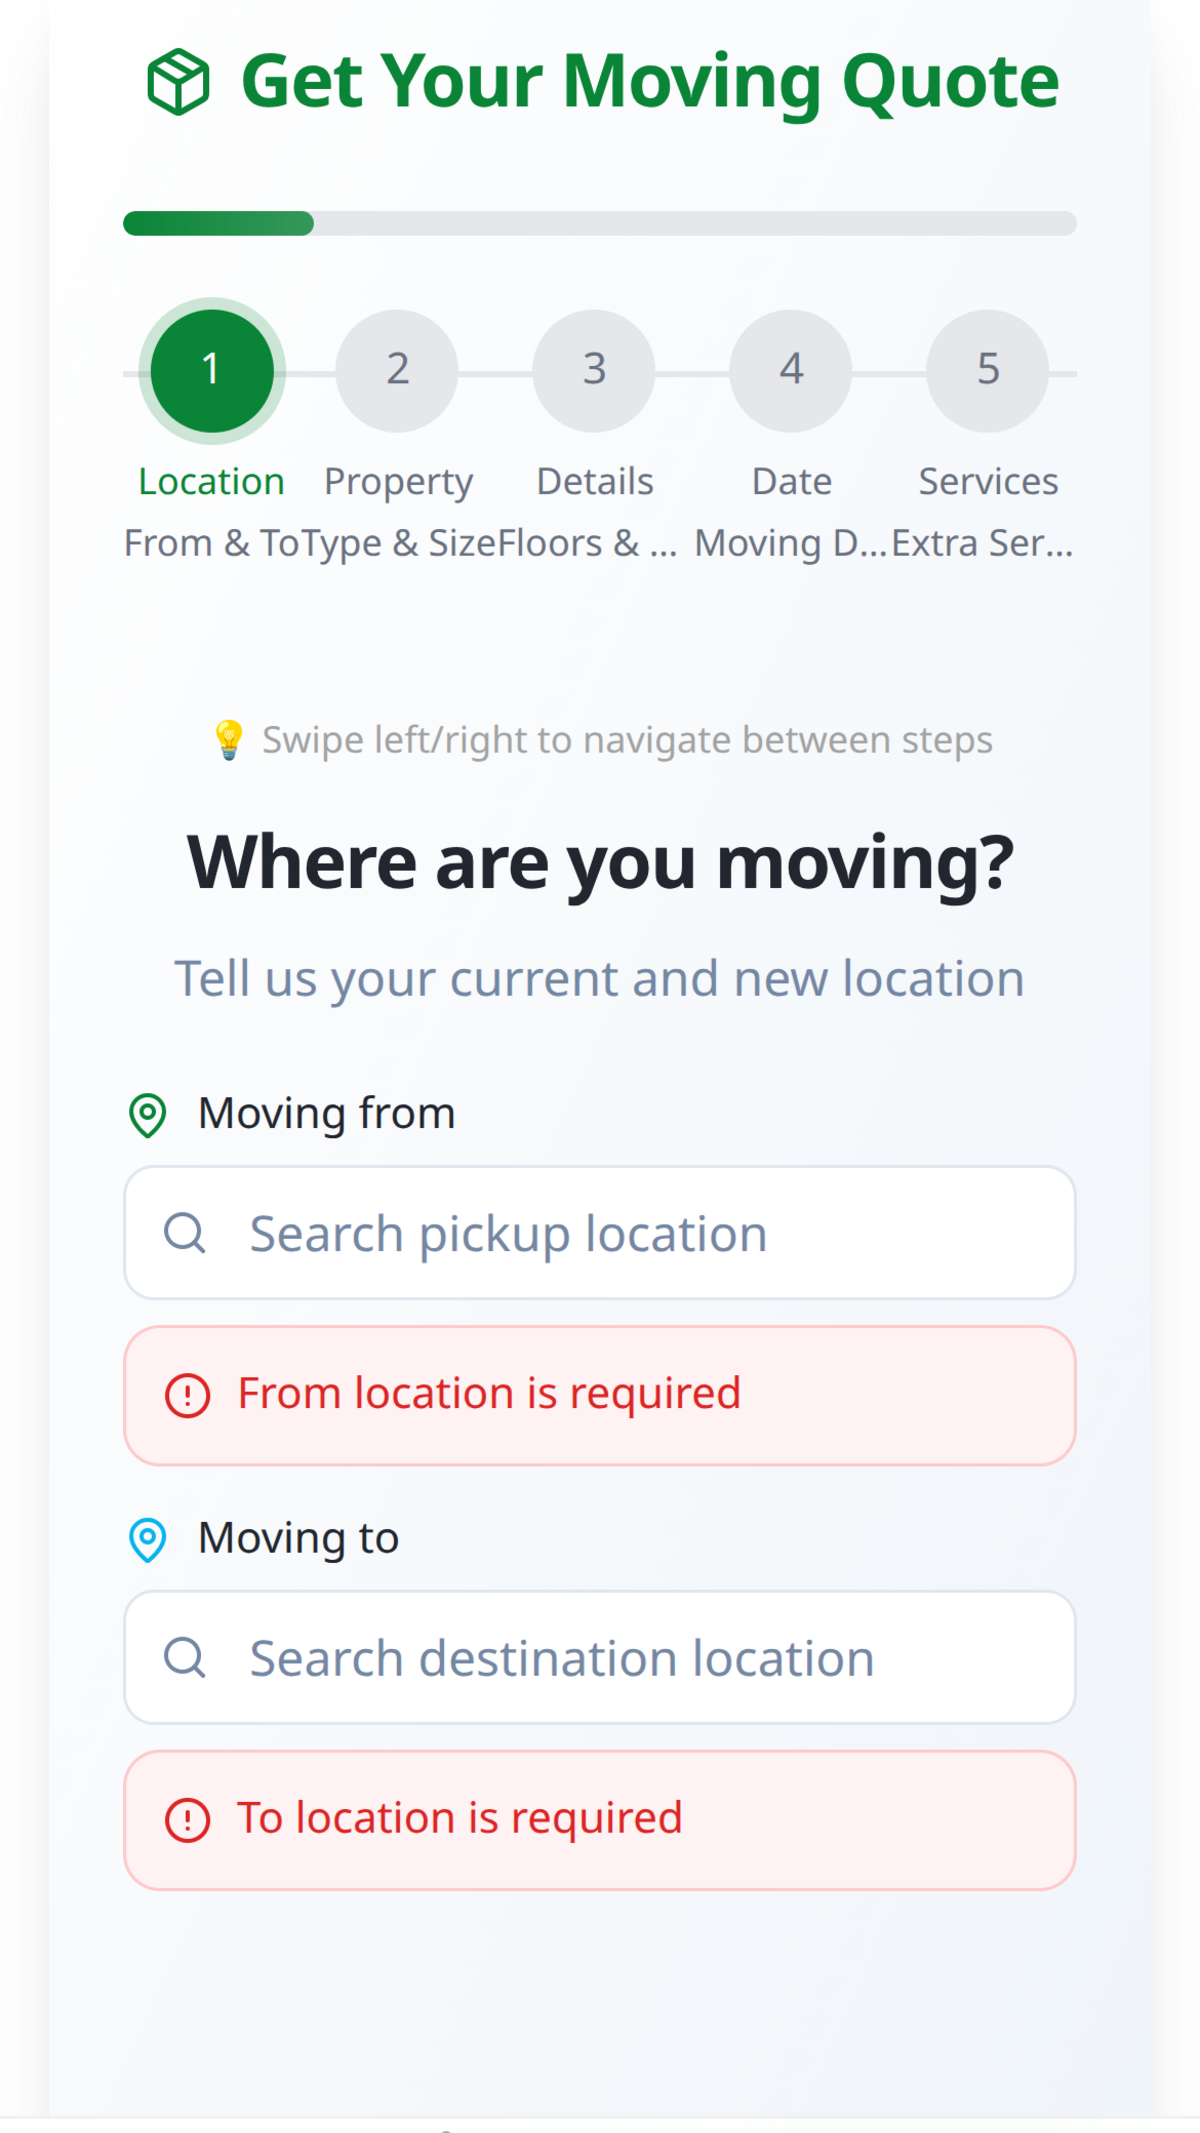 Get Your Moving Quote
1 2 3 4 5
Location Property Details Date Services
From & To Type & Size Floors & ... Moving D... Extra Ser...
💡 Swipe left/right to navigate between steps
Where are you moving?
Tell us your current and new location
Moving from
Search pickup location
From location is required
Moving to
Search destination location
To location is required